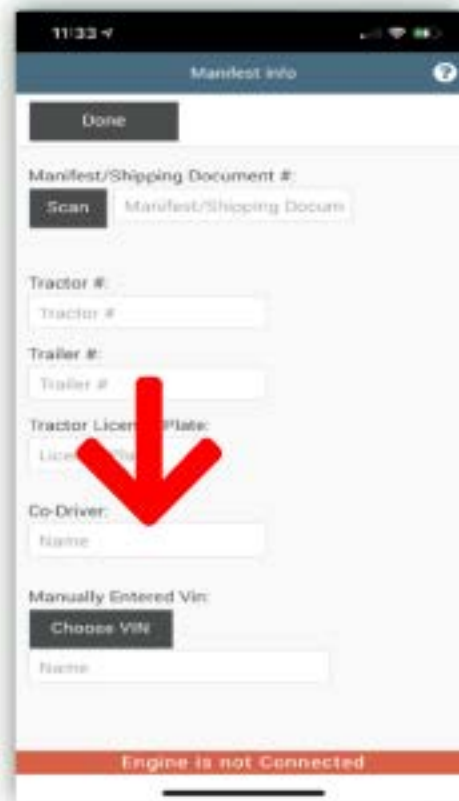 11:33
Manifest Info
?
Done
Manifest/Shipping Document #:
Scan Manifest/Shipping Docum
Tractor #:
Tractor #
Trailer #:
Trailer #
Tractor Plate:
Co-Driver:
Name
Manually Entered Vin:
Choose VIN
Name
Engine is not Connected